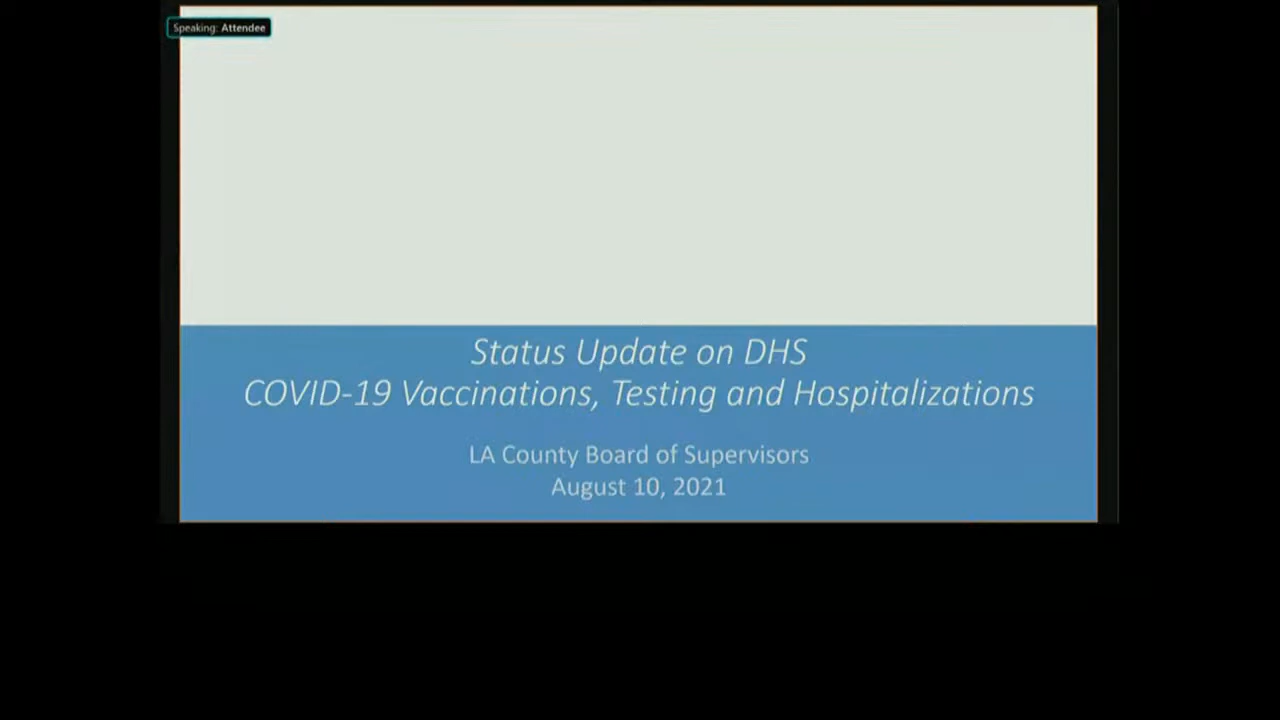 Speaking: Attendee
Status Update on DHS
COVID-19 Vaccinations, Testing and Hospitalizations
LA County Board of Supervisors
August 10, 2021